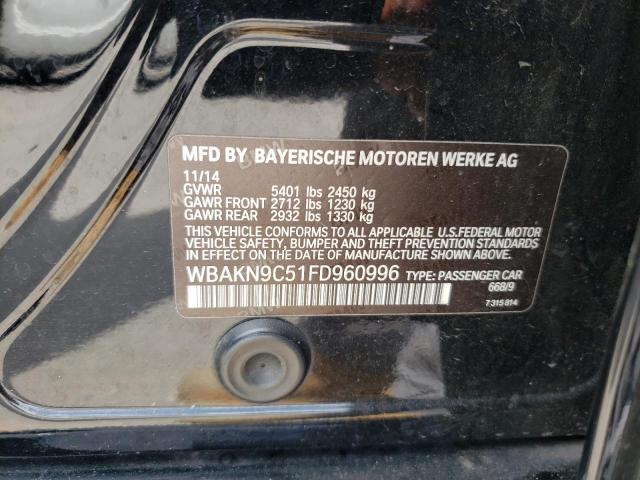 MFD BY BAYERISCHE MOTOREN WERKE AG
11/14
GVWR 5401 lbs 2450 kg
GAWR FRONT 2712 lbs 1230 kg
GAWR REAR 2932 lbs 1330 kg
THIS VEHICLE CONFORMS TO ALL APPLICABLE U.S.FEDERAL MOTOR
VEHICLE SAFETY, BUMPER AND THEFT PREVENTION STANDARDS
IN EFFECT ON THE DATE OF MANUFACTURE SHOWN ABOVE.
WBAKN9C51FD960996 TYPE: PASSENGER CAR
668/9
7 315 814